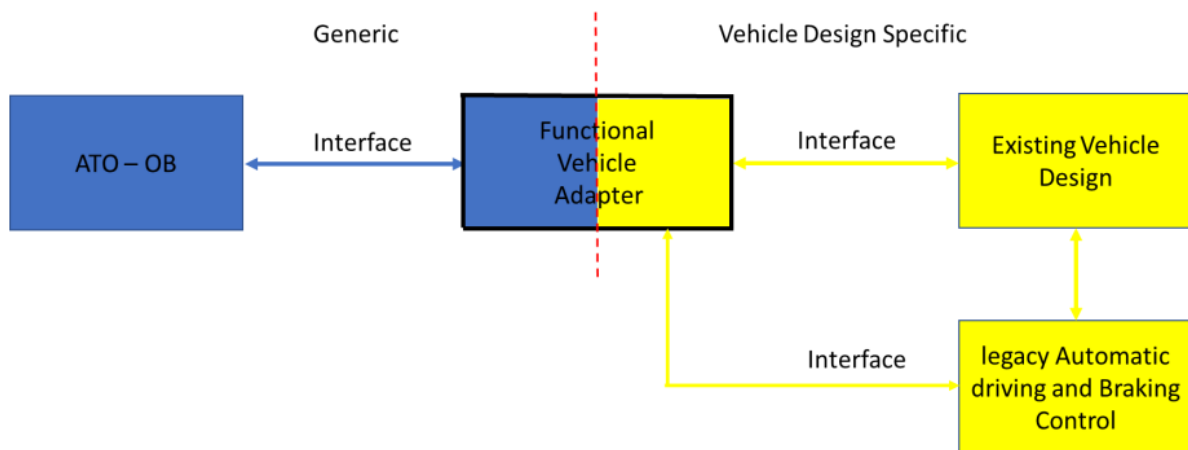 Generic
Vehicle Design Specific
ATO – OB
Interface
Functional
Vehicle
Adapter
Interface
Existing Vehicle
Design
Interface
legacy Automatic
driving and Braking
Control